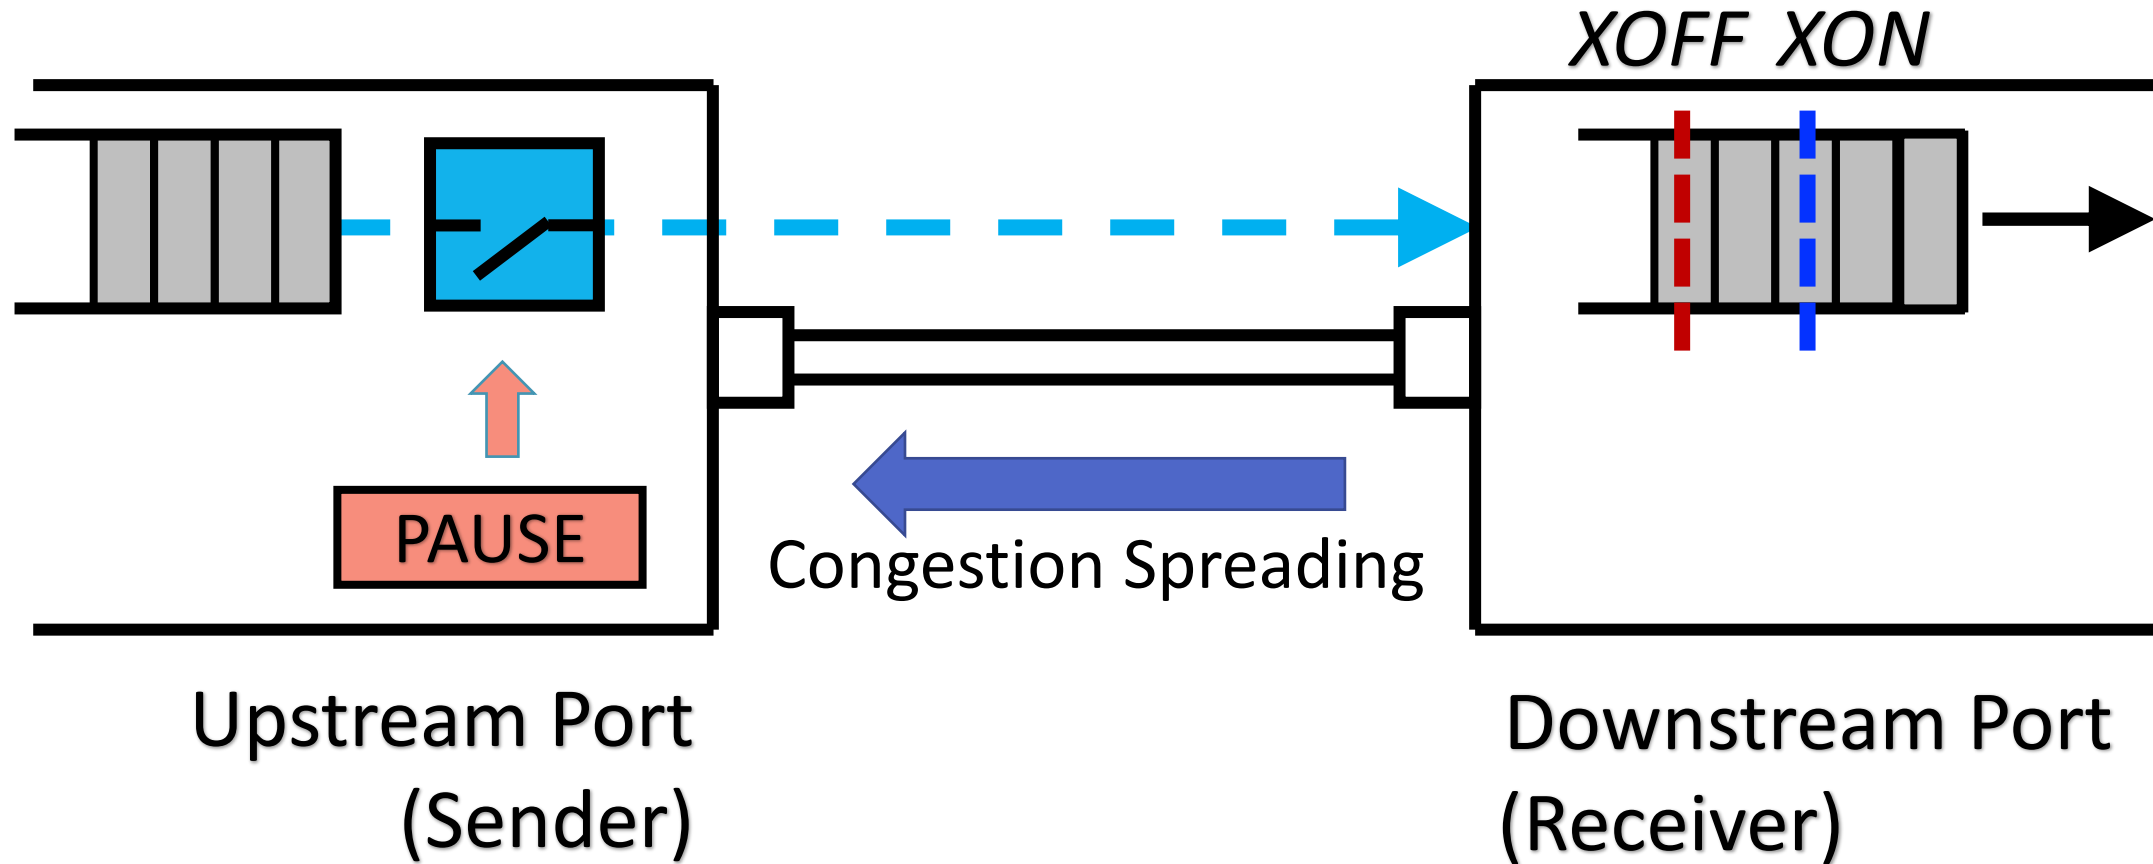 XOFF XON
PAUSE
Congestion Spreading
Upstream Port
(Sender)
Downstream Port
(Receiver)